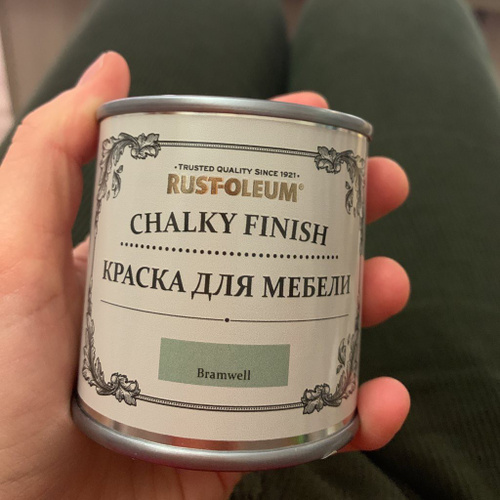 • TRUSTED QUALITY SINCE 1921 •
RUST-OLEUM®
CHALKY FINISH
КРАСКА ДЛЯ МЕБЕЛИ
Bramwell